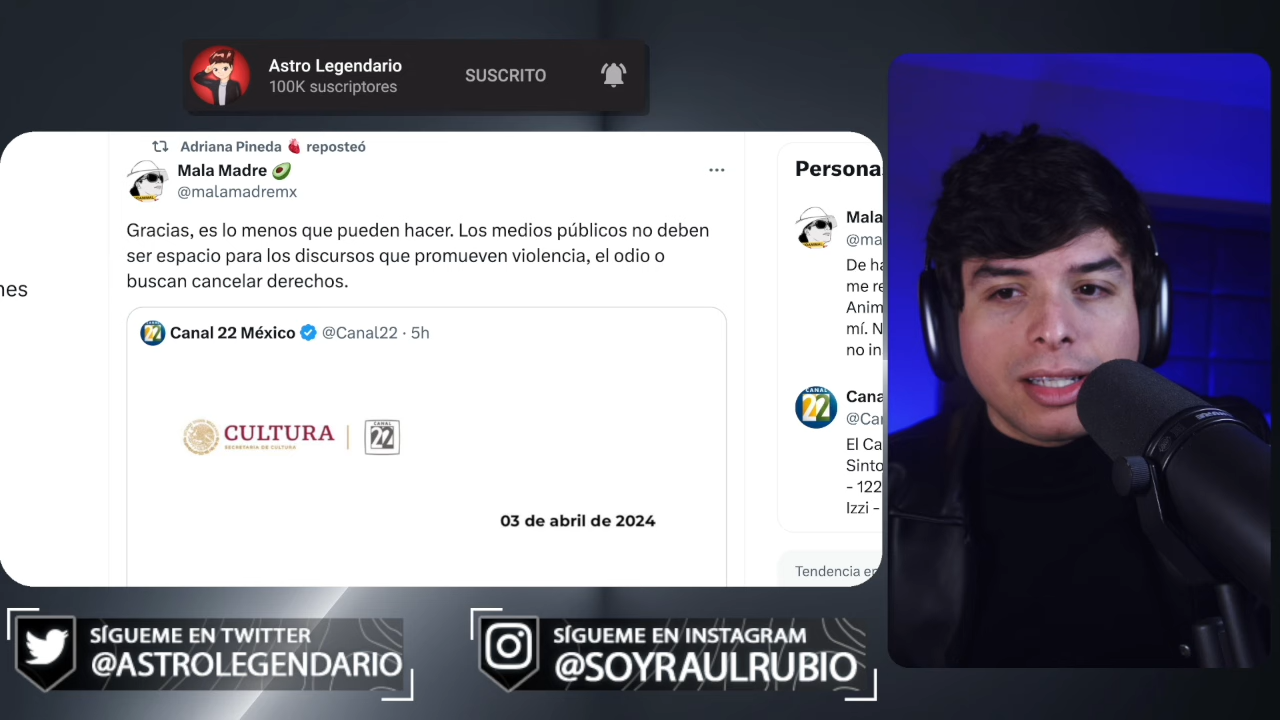 Astro Legendario
100K suscriptores
SUSCRITO
Adriana Pineda reposteó
Mala Madre
@malamadremx
Gracias, es lo menos que pueden hacer. Los medios públicos no deben
ser espacio para los discursos que promueven violencia, el odio o
buscan cancelar derechos.
Canal 22 México @Canal22 · 5h
CULTURA
SECRETARÍA DE CULTURA
CANAL
22
03 de abril de 2024
nes
Persona
Mala
@ma
De ha
me re
Anim
mí. N
no in
CANAL
22
Cana
@Car
El Ca
Sinto
- 122
Izzi -
Tendencia en
SÍGUEME EN TWITTER
@ASTROLEGENDARIO
SÍGUEME EN INSTAGRAM
@SOYRAULRUBIO